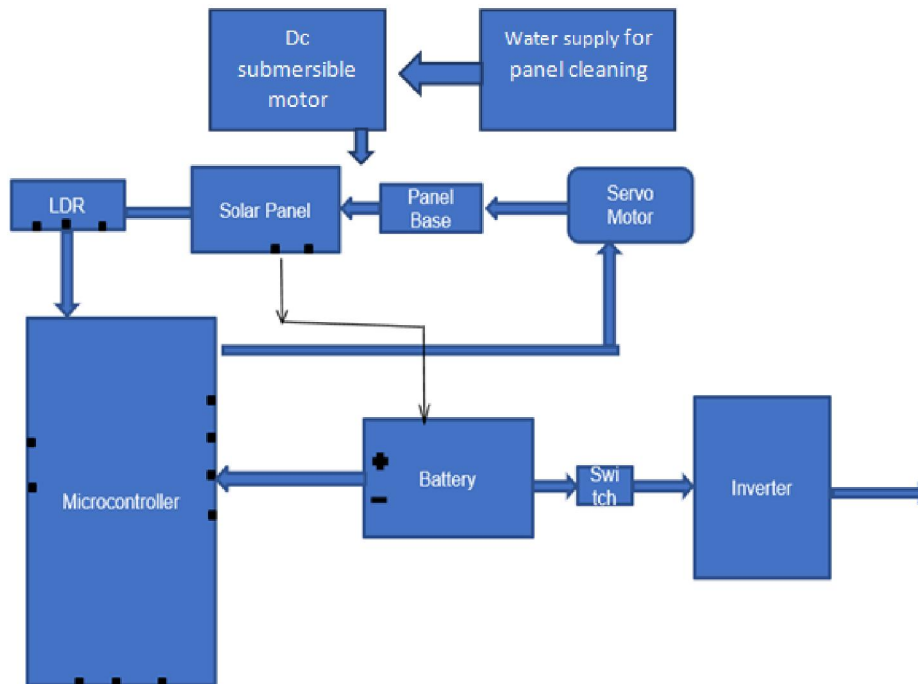 Dc
submersible
motor
Water supply for
panel cleaning
LDR
Solar Panel
Panel
Base
Servo
Motor
Microcontroller
+
−
Battery
Swi
tch
Inverter